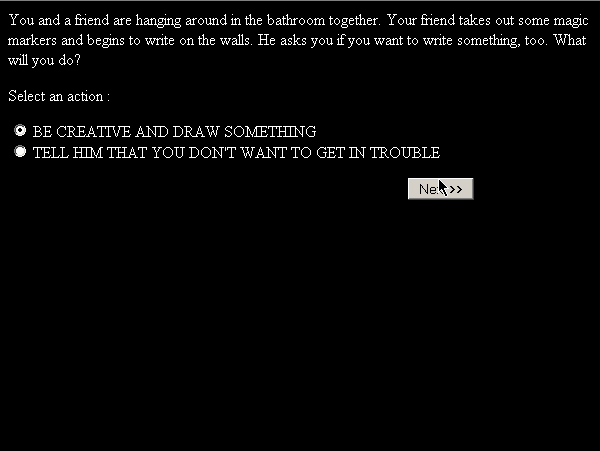 You and a friend are hanging around in the bathroom together. Your friend takes out some magic
markers and begins to write on the walls. He asks you if you want to write something, too. What
will you do?
Select an action :
BE CREATIVE AND DRAW SOMETHING
TELL HIM THAT YOU DON'T WANT TO GET IN TROUBLE
>>